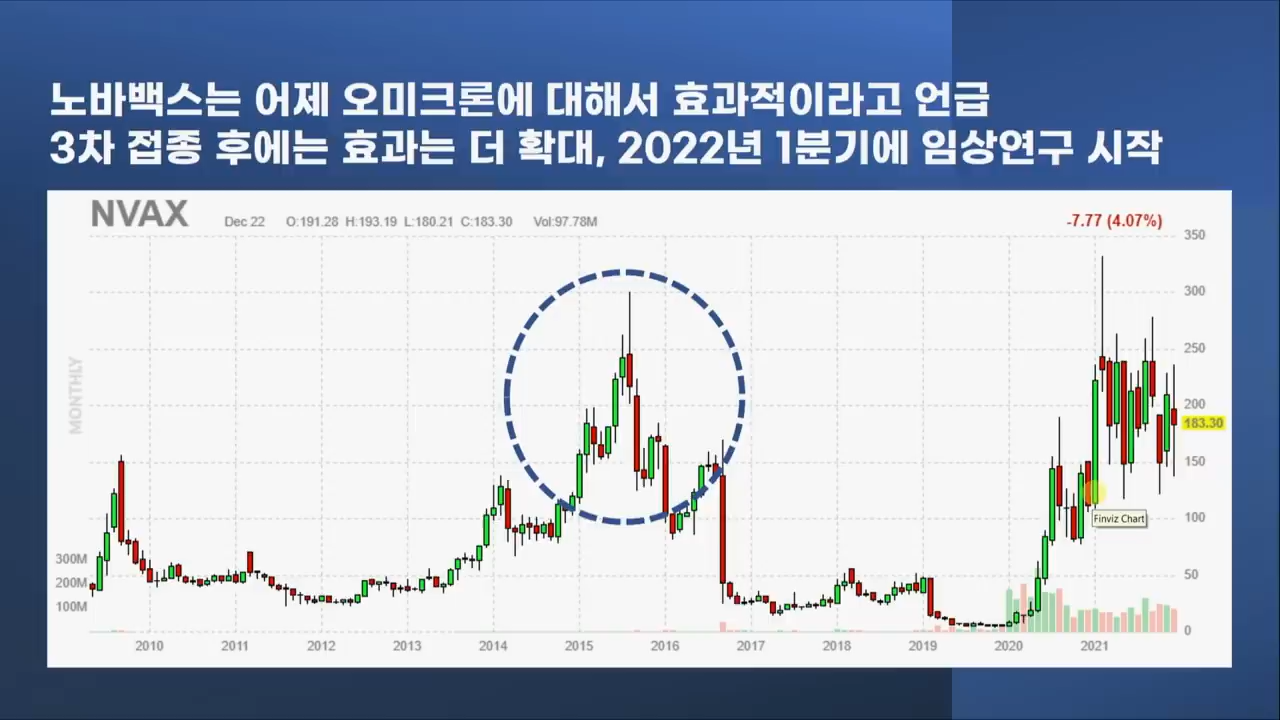 노바백스는 어제 오미크론에 대해서 효과적이라고 언급
3차 접종 후에는 효과는 더 확대, 2022년 1분기에 임상연구 시작
NVAX Dec 22 O:191.28 H:193.19 L:180.21 C:183.30 Vol:97.78M -7.77 (4.07%)
350
300
250
MONTHLY
200
183.30
150
100
Finviz Chart
300M
50
200M
100M
0
2010 2011 2012 2013 2014 2015 2016 2017 2018 2019 2020 2021